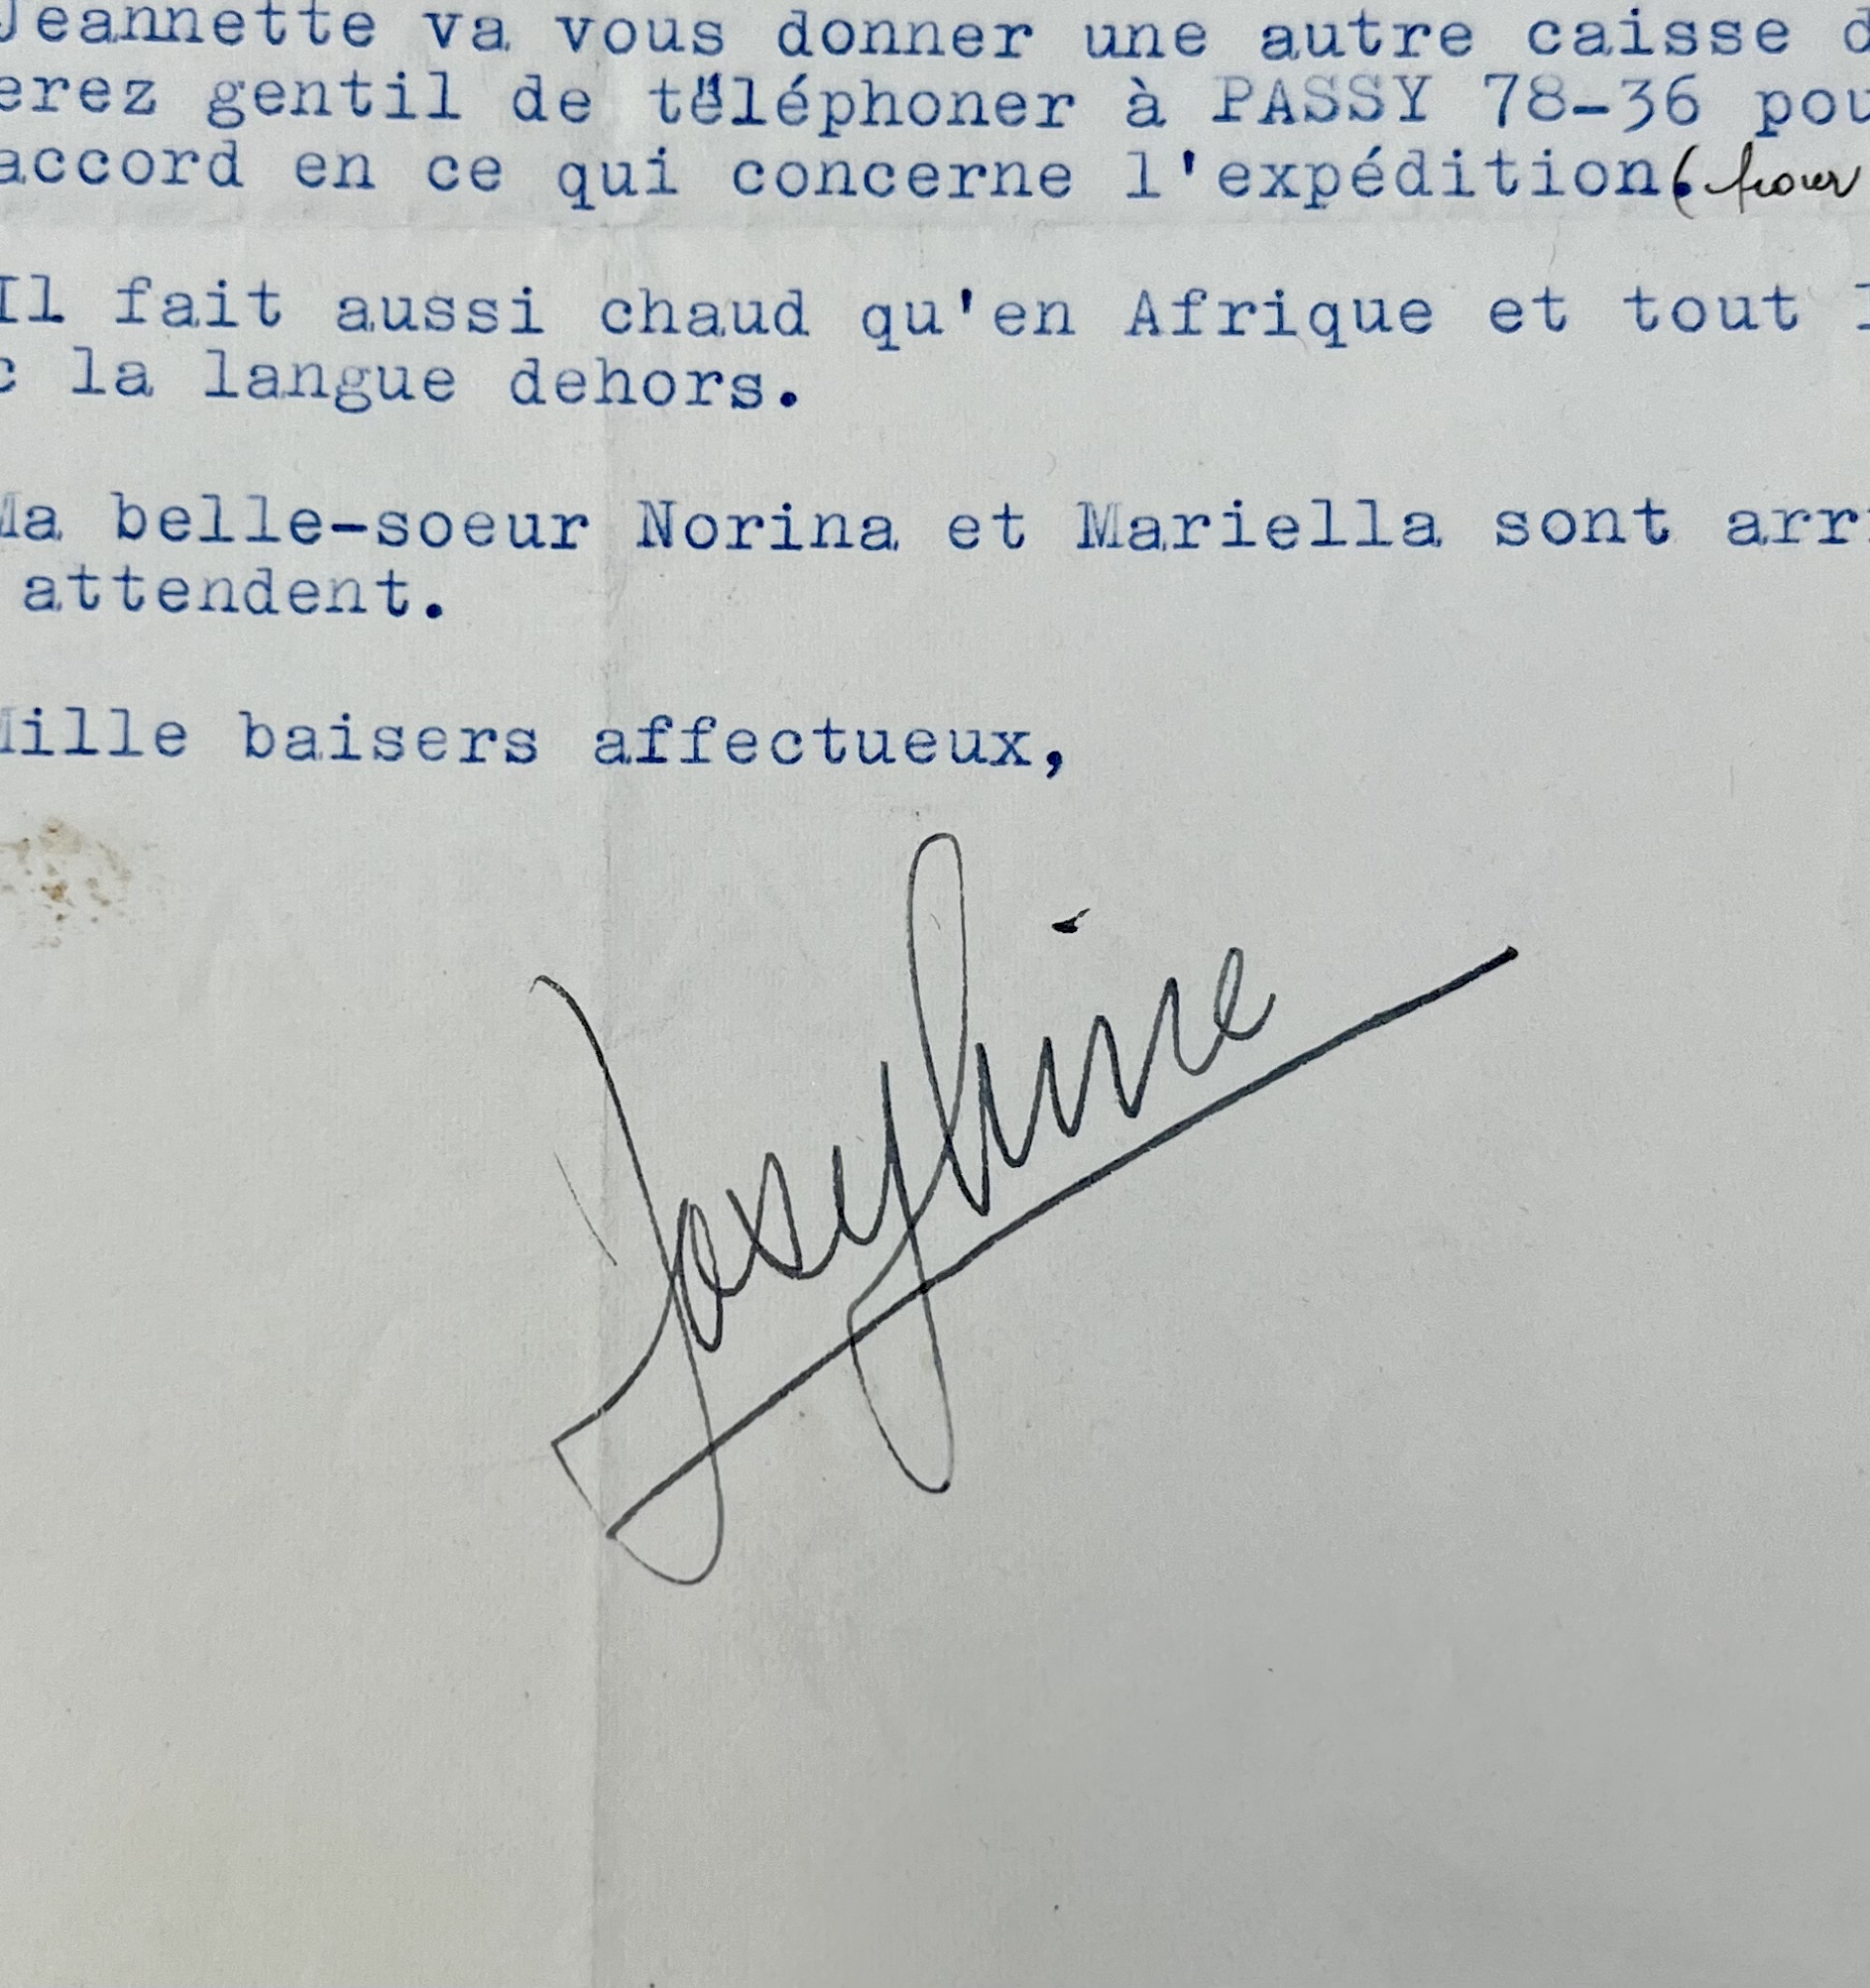 Jeannette va vous donner une autre caisse d
erez gentil de téléphoner à PASSY 78-36 pou
accord en ce qui concerne l'expédition. (pour
Il fait aussi chaud qu'en Afrique et tout l
c la langue dehors.
Ma belle-soeur Norina et Mariella sont arri
attendent.
Mille baisers affectueux,
Josephine